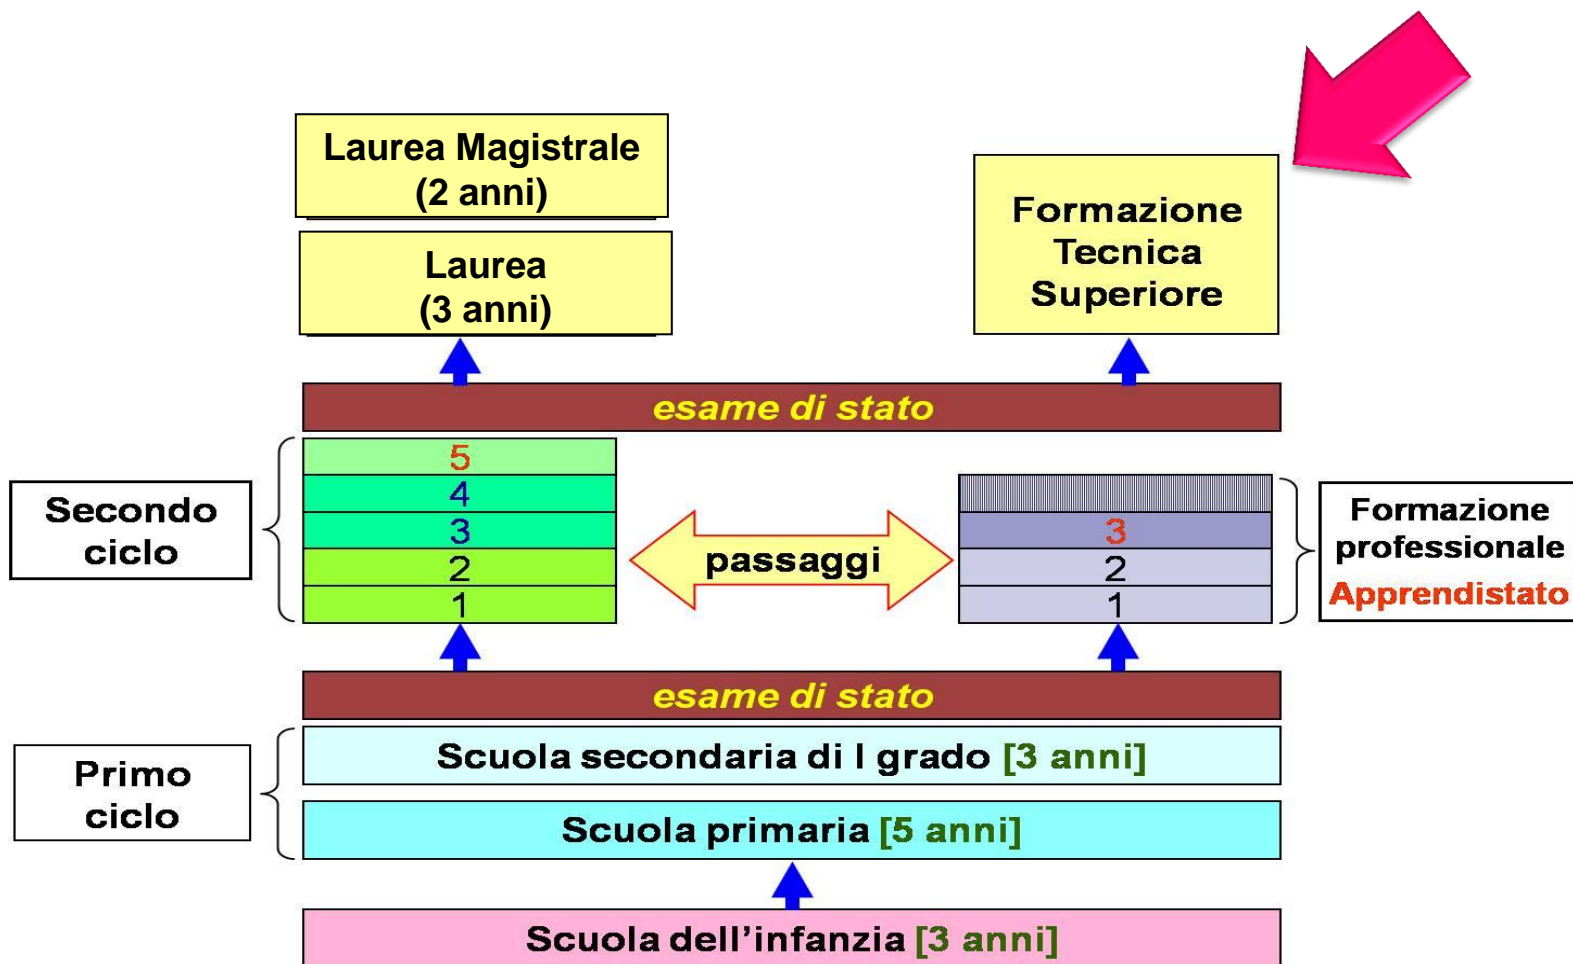 Laurea Magistrale
(2 anni)
Laurea
(3 anni)
Formazione
Tecnica
Superiore
esame di stato
Secondo
ciclo
5
4
3
2
1
passaggi
3
2
1
Formazione
professionale
Apprendistato
esame di stato
Primo
ciclo
Scuola secondaria di I grado [3 anni]
Scuola primaria [5 anni]
Scuola dell'infanzia [3 anni]